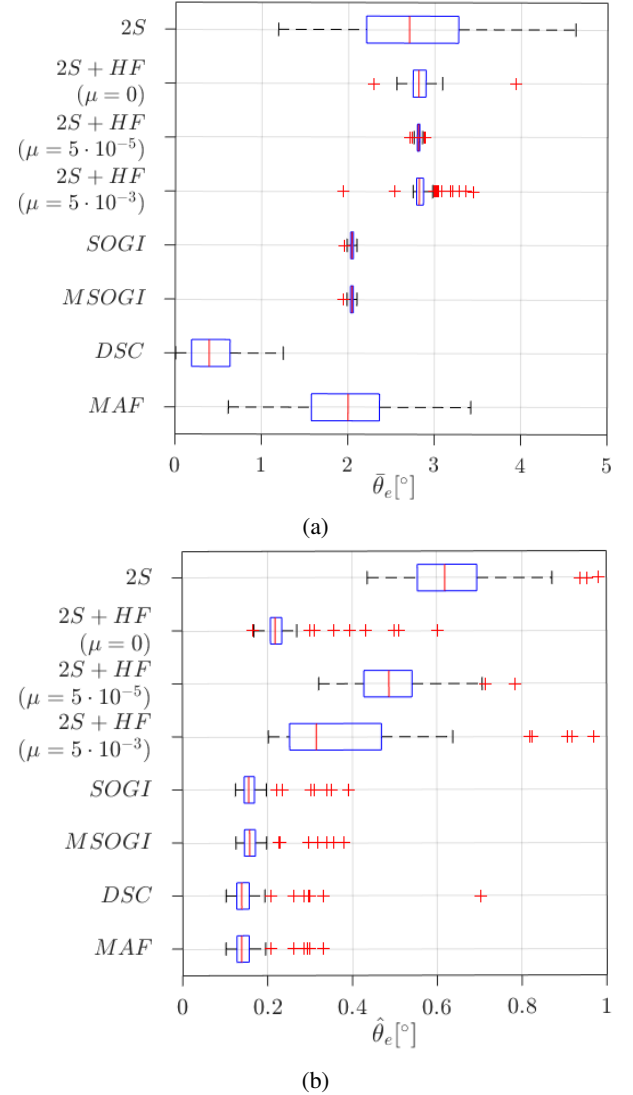 2S
2S + HF
(μ = 0)
2S + HF
(μ = 5 · 10⁻⁵)
2S + HF
(μ = 5 · 10⁻³)
SOGI
MSOGI
DSC
MAF
0 1 2 3 4 5
θ̄ₑ[°]
(a)
2S
2S + HF
(μ = 0)
2S + HF
(μ = 5 · 10⁻⁵)
2S + HF
(μ = 5 · 10⁻³)
SOGI
MSOGI
DSC
MAF
0 0.2 0.4 0.6 0.8 1
θ̂ₑ[°]
(b)